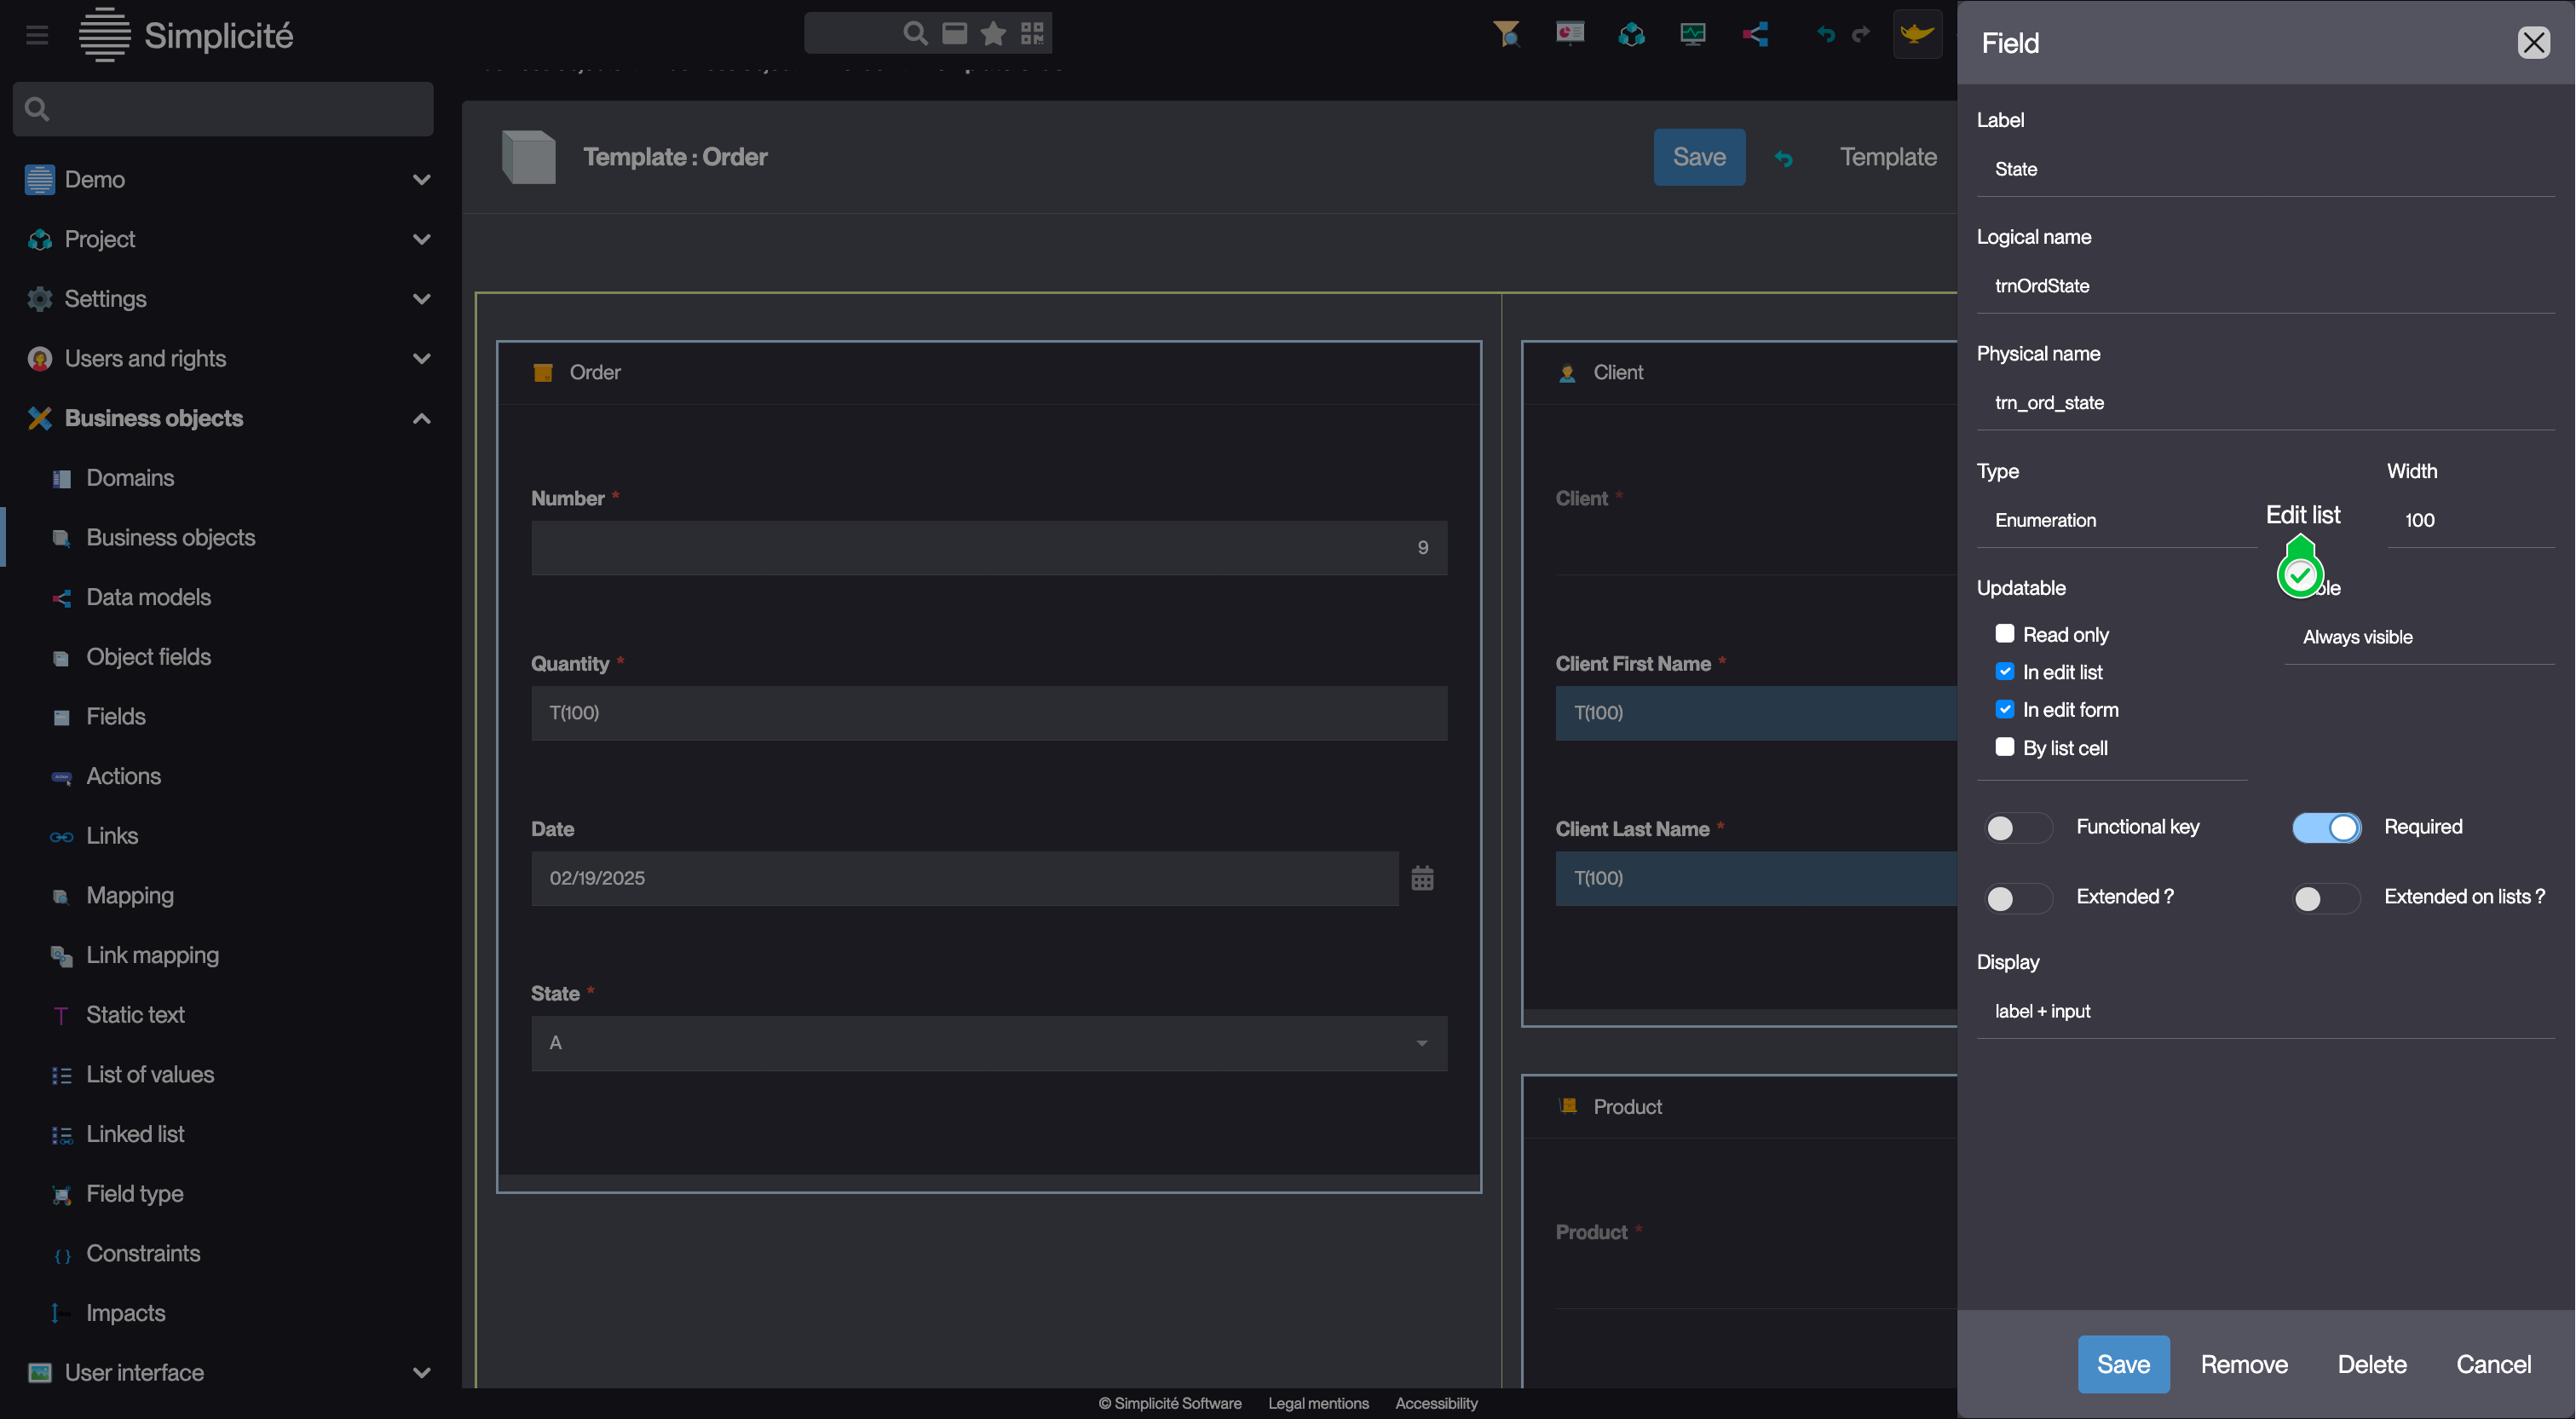 Simplicité
Demo
Project
Settings
Users and rights
Business objects
Domains
Business objects
Data models
Object fields
Fields
Actions
Links
Mapping
Link mapping
Static text
List of values
Linked list
Field type
Constraints
Impacts
User interface
Template : Order
Save
Template
Order
Number *
9
Quantity *
T(100)
Date
02/19/2025
State *
A
Client
Client *
Client First Name *
T(100)
Client Last Name *
T(100)
Product
Product *
© Simplicité Software Legal mentions Accessibility
Field
Label
State
Logical name
trnOrdState
Physical name
trn_ord_state
Type
Enumeration
Edit list
Width
100
Updatable
Read only
In edit list
In edit form
By list cell
Always visible
Functional key
Required
Extended ?
Extended on lists ?
Display
label + input
Save Remove Delete Cancel